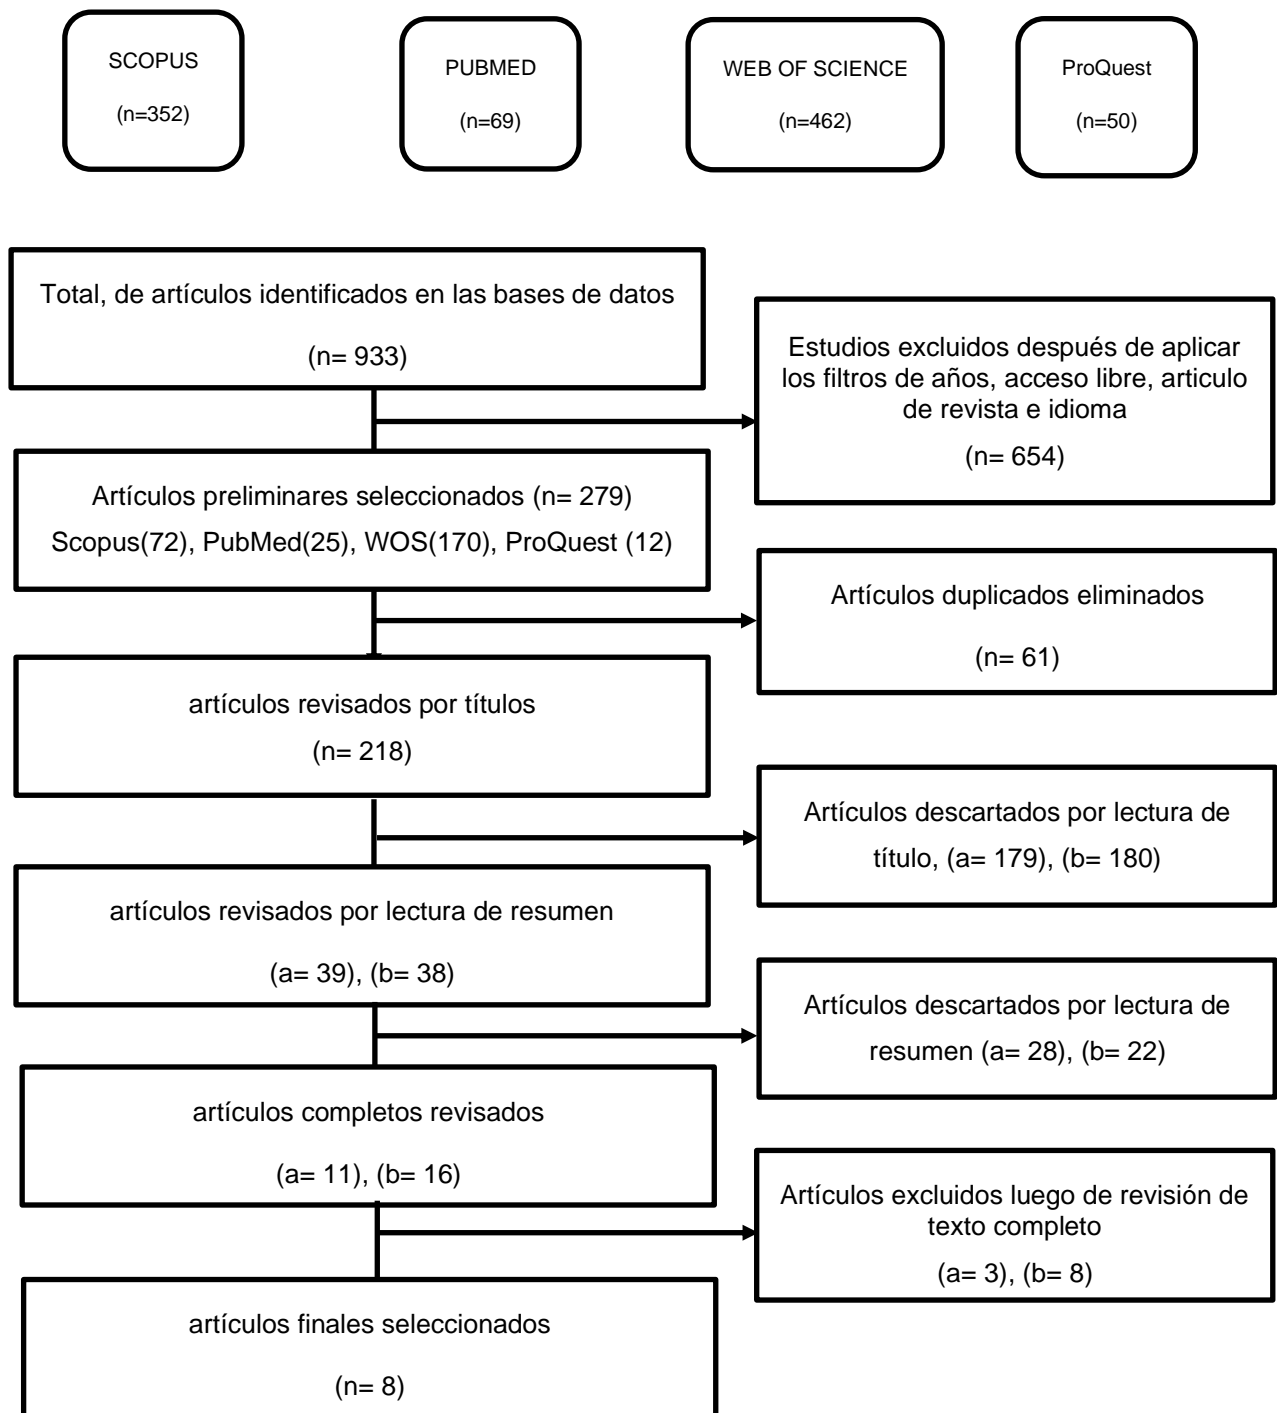 SCOPUS
(n=352)
PUBMED
(n=69)
WEB OF SCIENCE
(n=462)
ProQuest
(n=50)
Total, de artículos identificados en las bases de datos
(n= 933)
Estudios excluidos después de aplicar
los filtros de años, acceso libre, articulo
de revista e idioma
(n= 654)
Artículos preliminares seleccionados (n= 279)
Scopus(72), PubMed(25), WOS(170), ProQuest (12)
Artículos duplicados eliminados
(n= 61)
artículos revisados por títulos
(n= 218)
Artículos descartados por lectura de
título, (a= 179), (b= 180)
artículos revisados por lectura de resumen
(a= 39), (b= 38)
Artículos descartados por lectura de
resumen (a= 28), (b= 22)
artículos completos revisados
(a= 11), (b= 16)
Artículos excluidos luego de revisión de
texto completo
(a= 3), (b= 8)
artículos finales seleccionados
(n= 8)